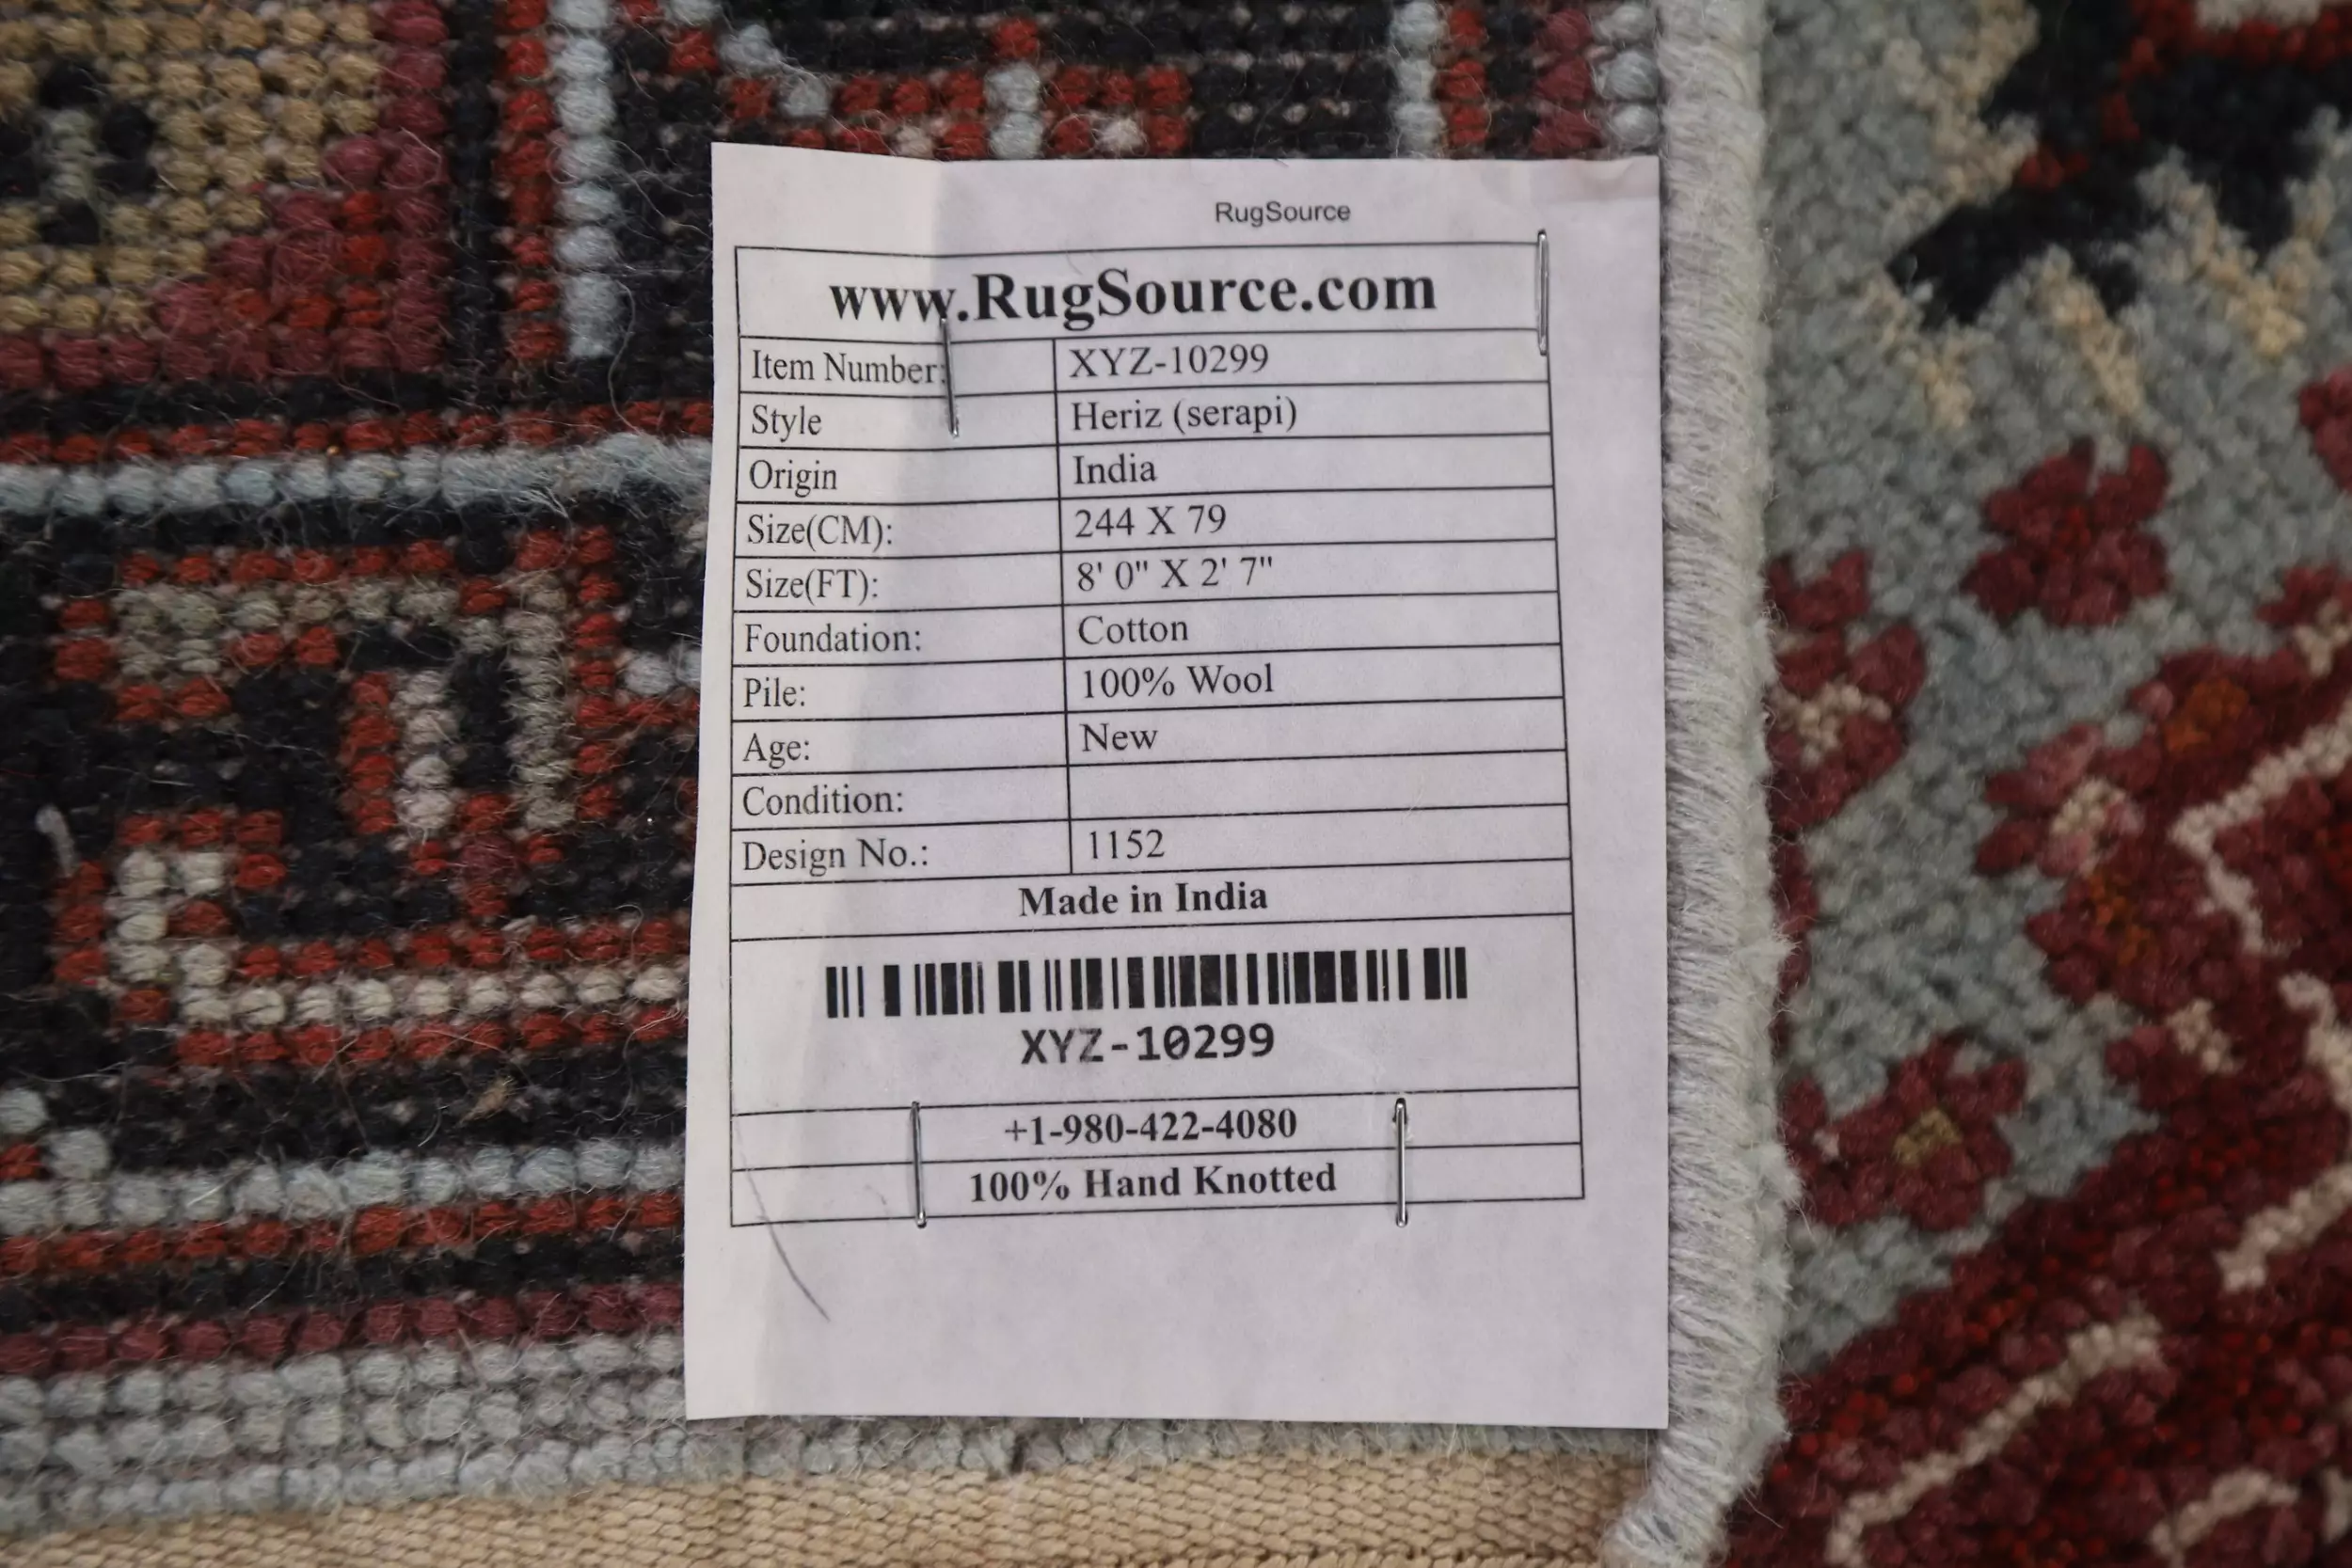 RugSource
www.RugSource.com
Item Number: XYZ-10299
Style Heriz (serapi)
Origin India
Size(CM): 244 X 79
Size(FT): 8' 0" X 2' 7"
Foundation: Cotton
Pile: 100% Wool
Age: New
Condition:
Design No.: 1152
Made in India
XYZ-10299
+1-980-422-4080
100% Hand Knotted